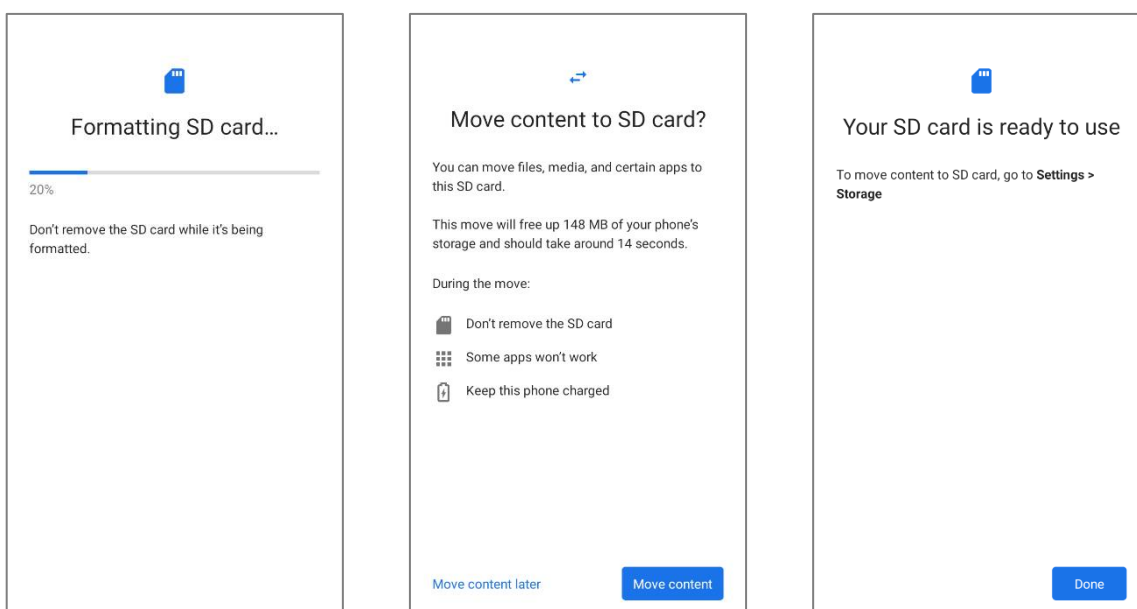 Formatting SD card...
20%
Don't remove the SD card while it's being
formatted.
Move content to SD card?
You can move files, media, and certain apps to
this SD card.
This move will free up 148 MB of your phone's
storage and should take around 14 seconds.
During the move:
Don't remove the SD card
Some apps won't work
Keep this phone charged
Move content later
Move content
Your SD card is ready to use
To move content to SD card, go to Settings >
Storage
Done